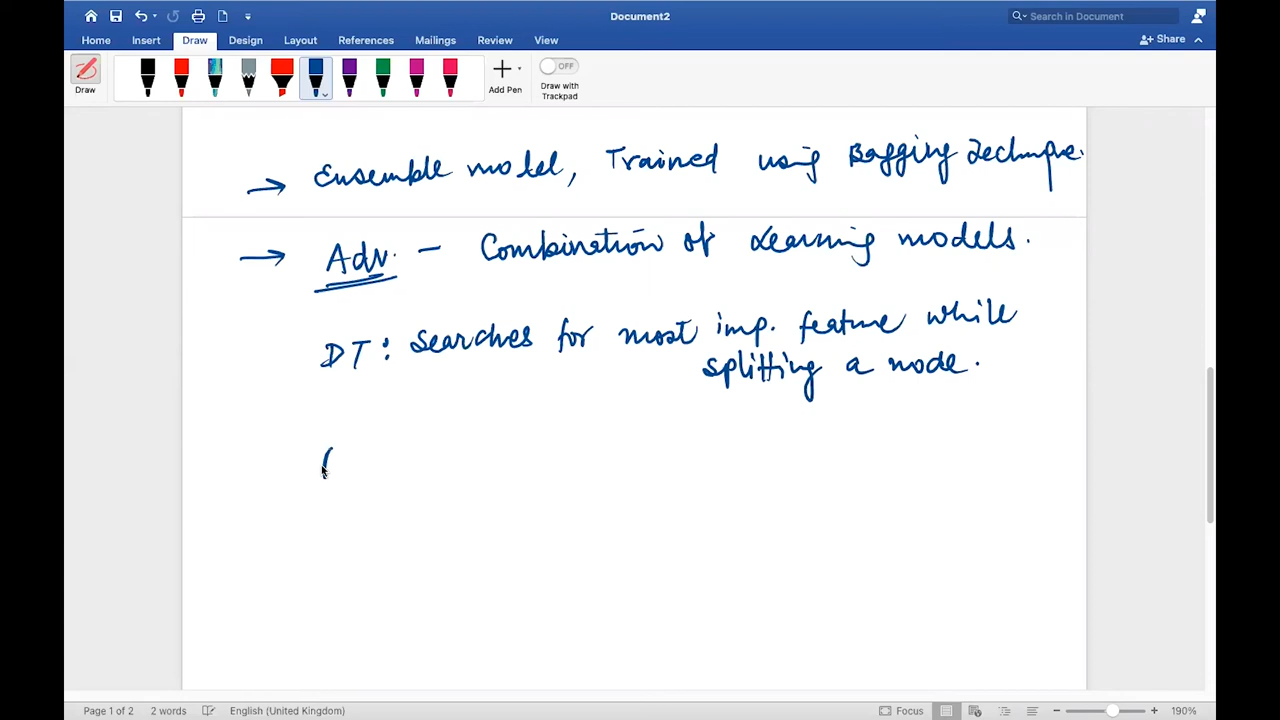 Document2
Search in Document
Home Insert Draw Design Layout References Mailings Review View
Share
Draw
Add Pen
OFF
Draw with
Trackpad
→ Ensemble model, Trained using Bagging Technique.
→ Adv. - Combination of Learning models.
DT: Searches for most imp. feature while
splitting a node.
(
Page 1 of 2 2 words English (United Kingdom) Focus 190%